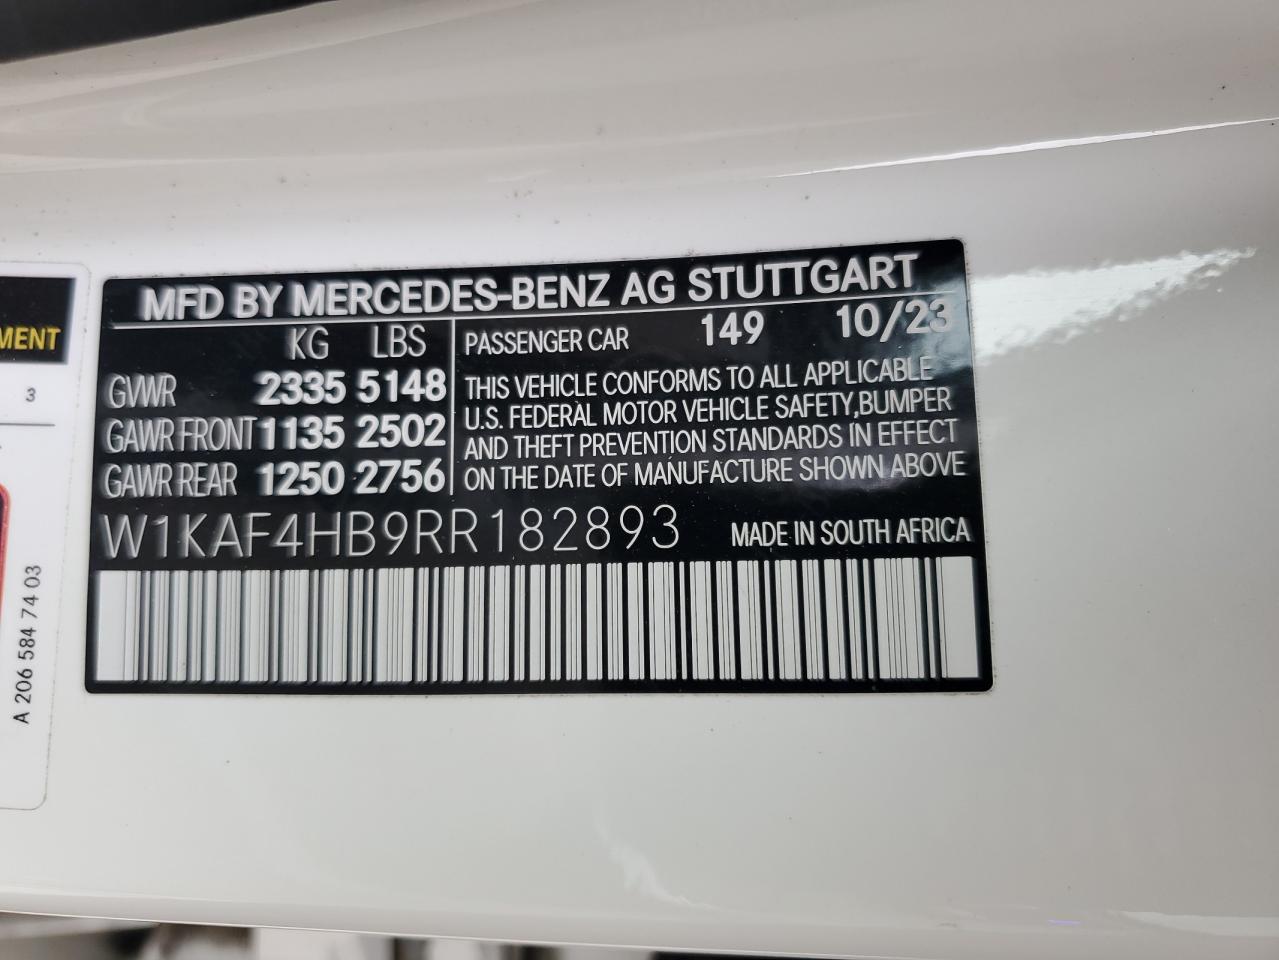 MENT
3
A 206 584 74 03
MFD BY MERCEDES-BENZ AG STUTTGART
KG LBS
GVWR 2335 5148
GAWR FRONT 1135 2502
GAWR REAR 1250 2756
PASSENGER CAR 149 10/23
THIS VEHICLE CONFORMS TO ALL APPLICABLE
U.S. FEDERAL MOTOR VEHICLE SAFETY,BUMPER
AND THEFT PREVENTION STANDARDS IN EFFECT
ON THE DATE OF MANUFACTURE SHOWN ABOVE
W1KAF4HB9RR182893 MADE IN SOUTH AFRICA